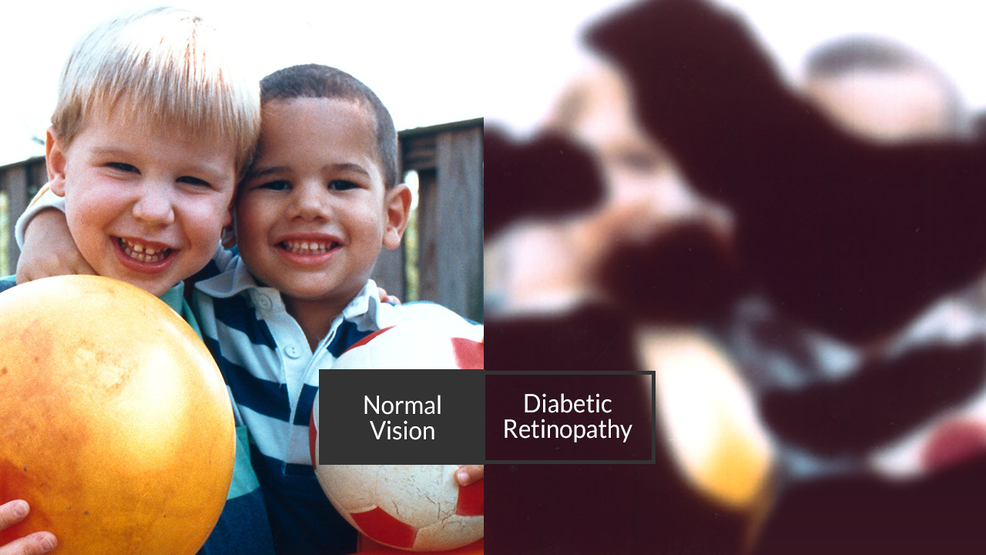 Normal
Vision
Diabetic
Retinopathy